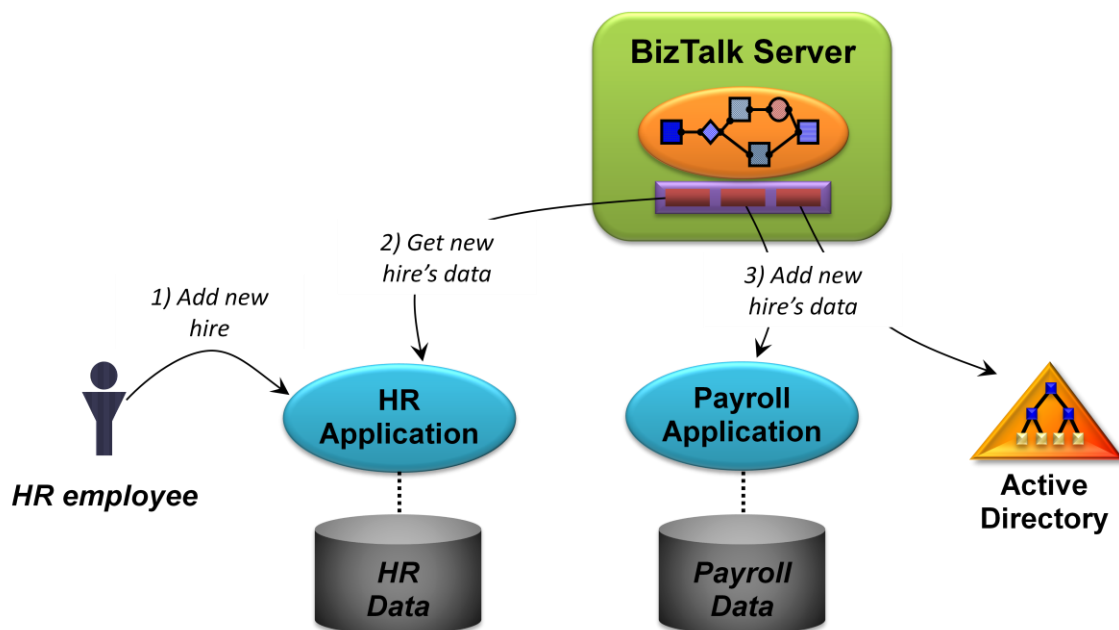 BizTalk Server
2) Get new
hire's data
3) Add new
hire's data
1) Add new
hire
HR
Application
Payroll
Application
HR employee
Active
Directory
HR
Data
Payroll
Data